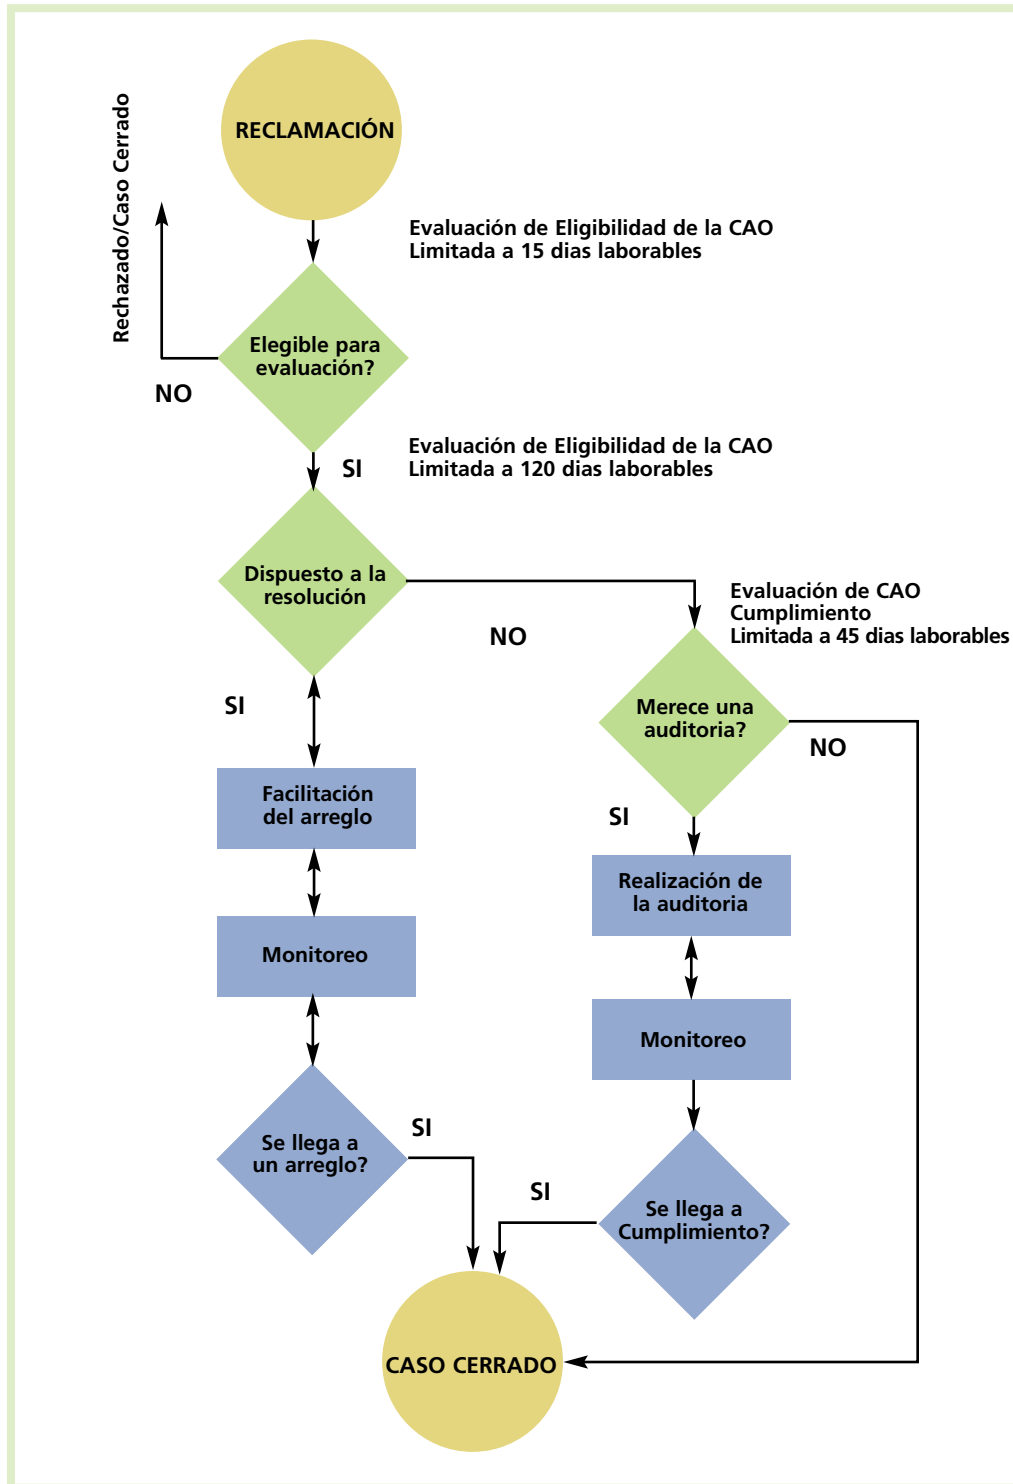 RECLAMACIÓN
Rechazado/Caso Cerrado
Evaluación de Eligibilidad de la CAO
Limitada a 15 dias laborables
Elegible para
evaluación?
NO
Evaluación de Eligibilidad de la CAO
Limitada a 120 dias laborables
SI
Dispuesto a la
resolución
NO
Evaluación de CAO
Cumplimiento
Limitada a 45 dias laborables
SI
Merece una
auditoria?
NO
Facilitación
del arreglo
SI
Realización de
la auditoria
Monitoreo
Monitoreo
Se llega a
un arreglo?
SI
SI
Se llega a
Cumplimiento?
CASO CERRADO